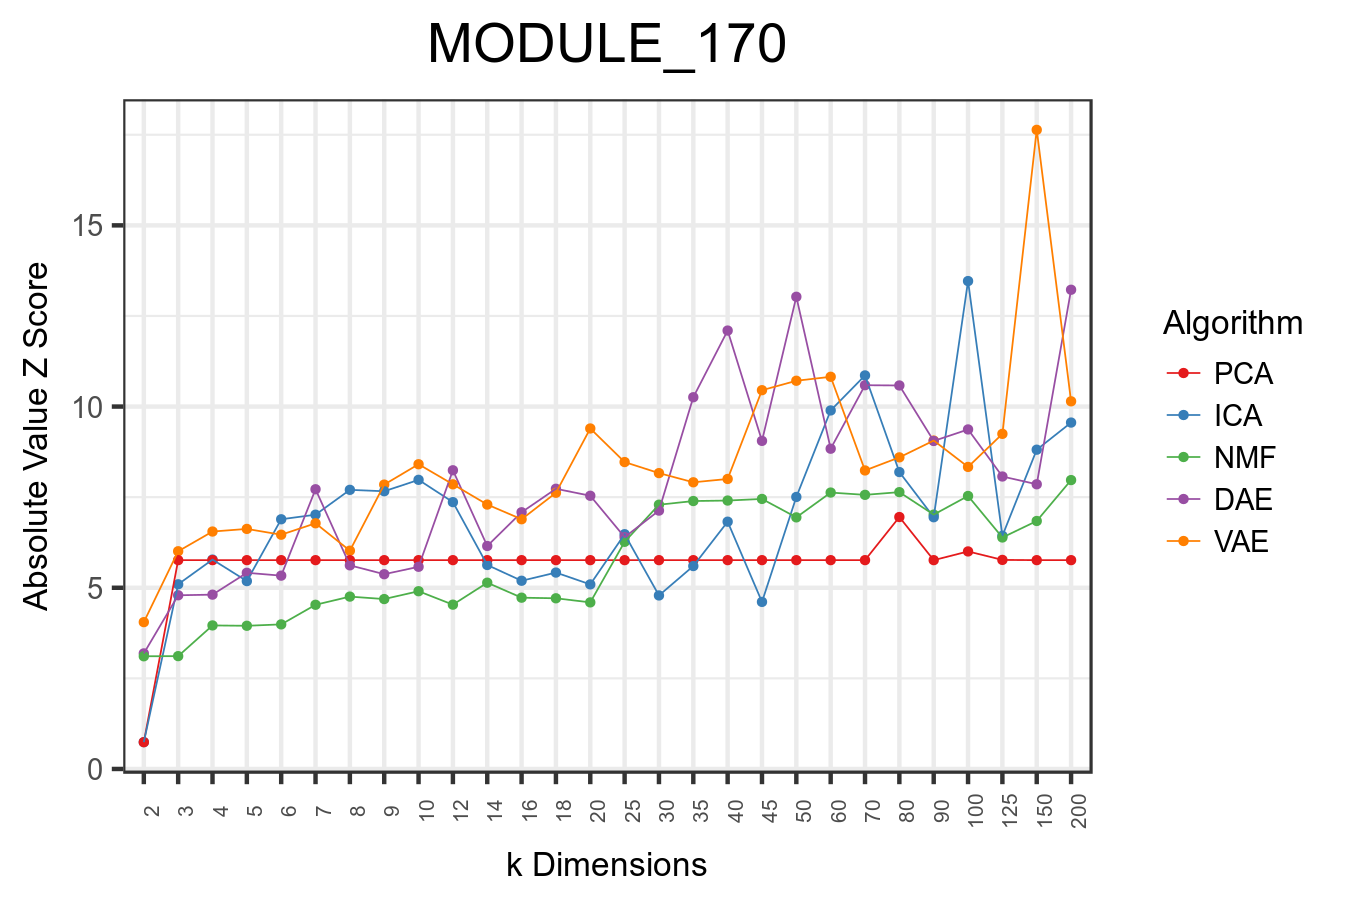 MODULE_170
Absolute Value Z Score
15
10
5
0
2 3 4 5 6 7 8 9 10 12 14 16 18 20 25 30 35 40 45 50 60 70 80 90 100 125 150 200
k Dimensions
Algorithm
PCA
ICA
NMF
DAE
VAE